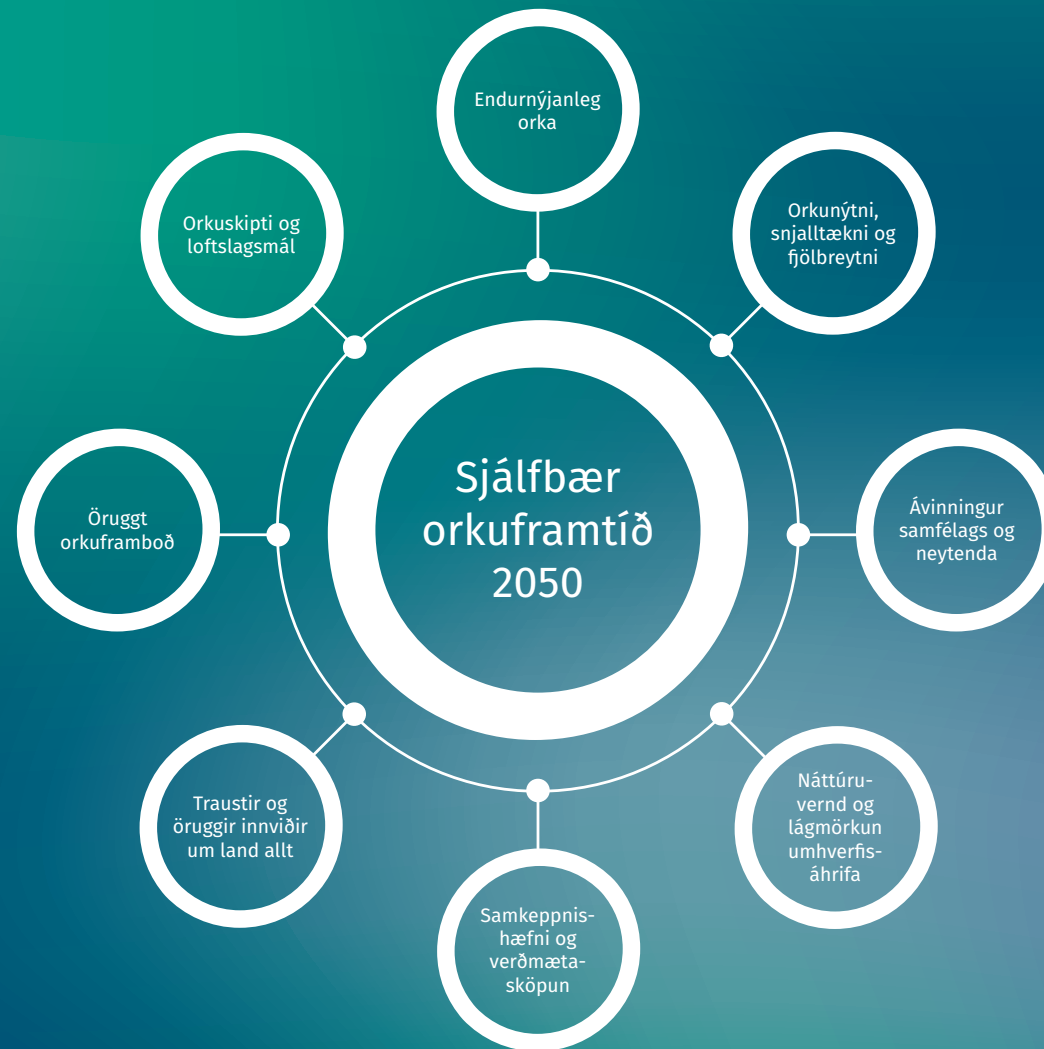 Endurnýjanleg
orka
Orkuskipti og
loftslagsmál
Orkunýtni,
snjalltækni og
fjölbreytni
Sjálfbær
orkuframtíð
2050
Öruggt
orkuframboð
Ávinningur
samfélags og
neytenda
Traustir og
öruggir innviðir
um land allt
Náttúru-
vernd og
lágmörkun
umhverfis-
áhrifa
Samkeppnis-
hæfni og
verðmæta-
sköpun